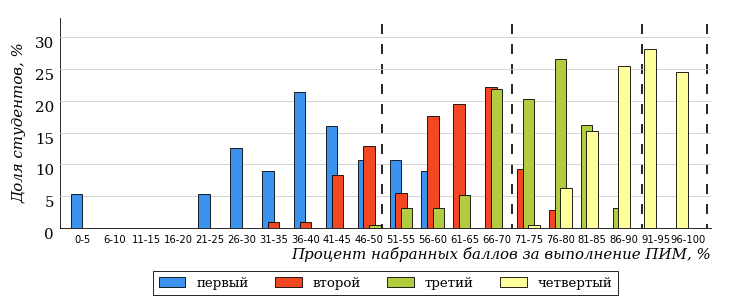 Доля студентов, %
30
25
20
15
10
5
0
0-5 6-10 11-15 16-20 21-25 26-30 31-35 36-40 41-45 46-50 51-55 56-60 61-65 66-70 71-75 76-80 81-85 86-90 91-95 96-100
Процент набранных баллов за выполнение ПИМ, %
первый второй третий четвертый